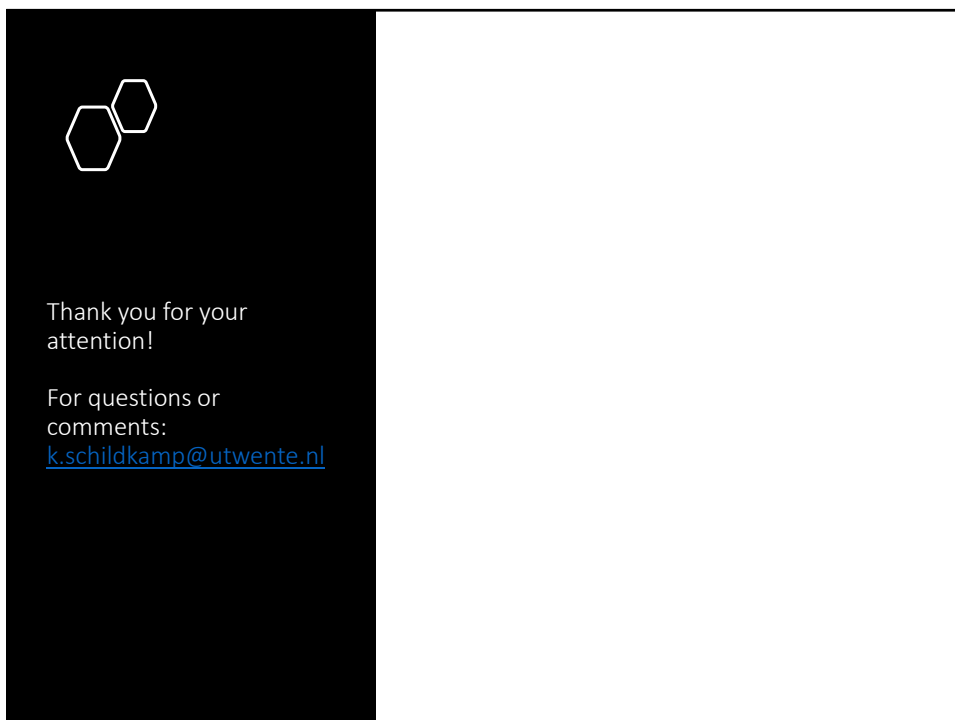 Thank you for your
attention!
For questions or
comments:
k.schildkamp@utwente.nl